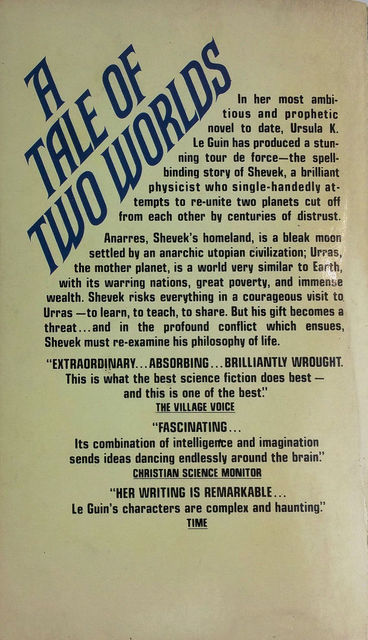 A
TALE OF
TWO WORLDS
In her most ambi-
tious and prophetic
novel to date, Ursula K.
Le Guin has produced a stun-
ning tour de force—the spell-
binding story of Shevek, a brilliant
physicist who single-handedly at-
tempts to re-unite two planets cut off
from each other by centuries of distrust.
Anarres, Shevek's homeland, is a bleak moon
settled by an anarchic utopian civilization; Urras,
the mother planet, is a world very similar to Earth,
with its warring nations, great poverty, and immense
wealth. Shevek risks everything in a courageous visit to
Urras —to learn, to teach, to share. But his gift becomes a
threat...and in the profound conflict which ensues,
Shevek must re-examine his philosophy of life.
"EXTRAORDINARY...ABSORBING...BRILLIANTLY WROUGHT.
This is what the best science fiction does best —
and this is one of the best."
THE VILLAGE VOICE
"FASCINATING...
Its combination of intelligence and imagination
sends ideas dancing endlessly around the brain."
CHRISTIAN SCIENCE MONITOR
"HER WRITING IS REMARKABLE...
Le Guin's characters are complex and haunting."
TIME